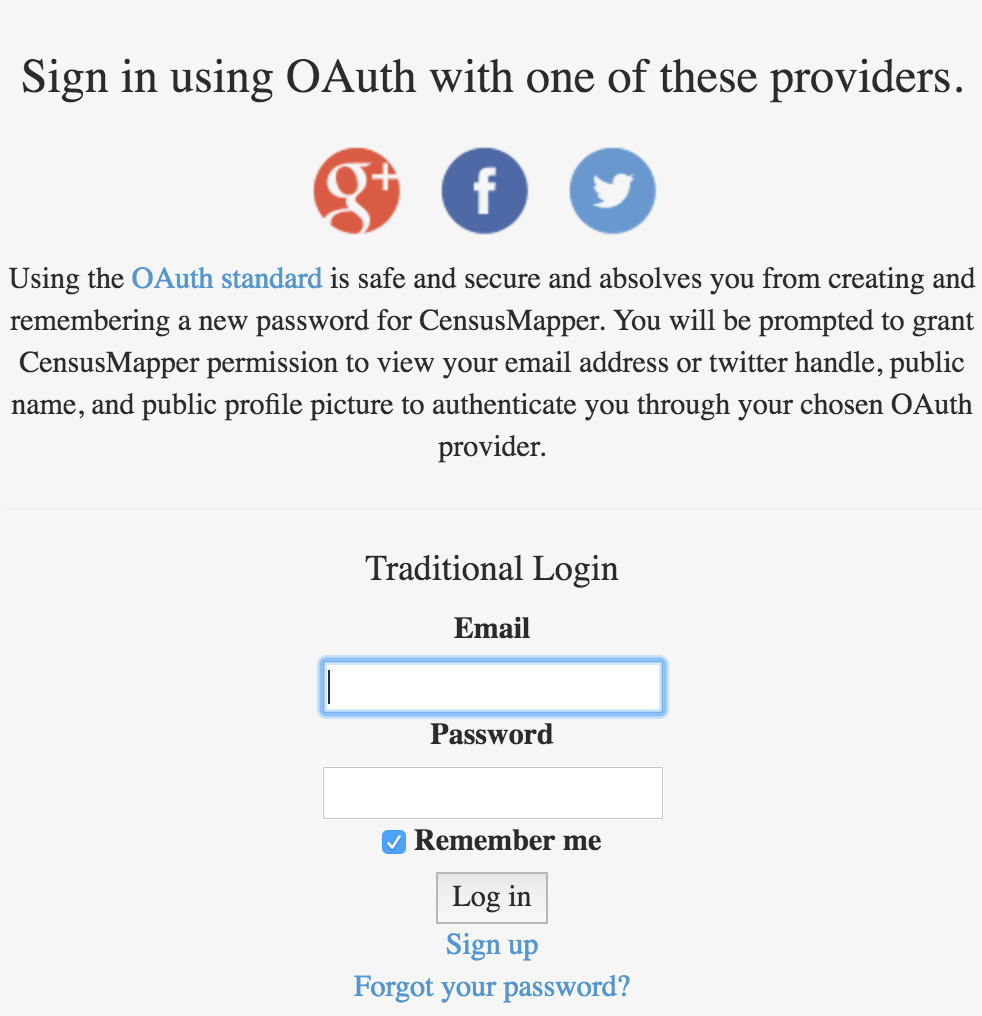 Sign in using OAuth with one of these providers.
g+ f
Using the OAuth standard is safe and secure and absolves you from creating and
remembering a new password for CensusMapper. You will be prompted to grant
CensusMapper permission to view your email address or twitter handle, public
name, and public profile picture to authenticate you through your chosen OAuth
provider.
Traditional Login
Email
Password
Remember me
Log in
Sign up
Forgot your password?